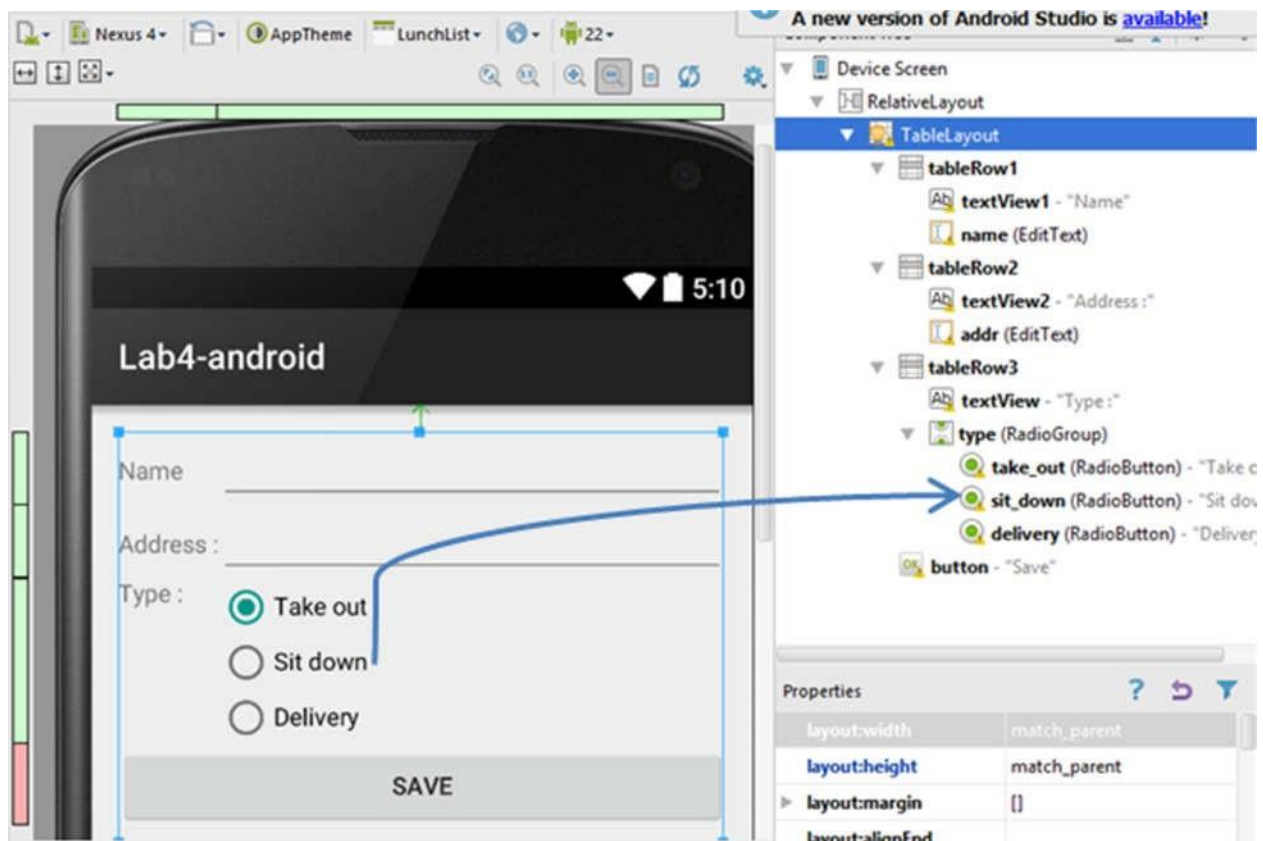 A new version of Android Studio is available!
Nexus 4
AppTheme
LunchList
22
Device Screen
RelativeLayout
TableLayout
tableRow1
textView1 - "Name"
name (EditText)
tableRow2
textView2 - "Address :"
addr (EditText)
tableRow3
textView - "Type :"
type (RadioGroup)
take_out (RadioButton) - "Take
sit_down (RadioButton) - "Sit
delivery (RadioButton) - "Delivery
button - "Save"
5:10
Lab4-android
Name
Address :
Type :
Take out
Sit down
Delivery
SAVE
Properties
?
layout:width match_parent
layout:height match_parent
layout:margin []
layout:alignEnd